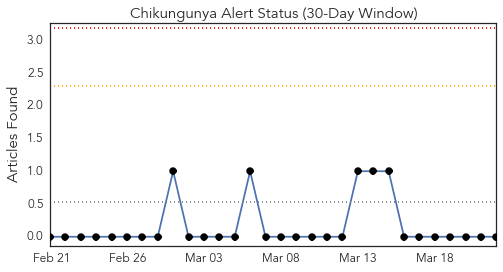 Chikungunya Alert Status (30-Day Window)
Articles Found
3.0
2.5
2.0
1.5
1.0
0.5
0.0
Feb 21 Feb 26 Mar 03 Mar 08 Mar 13 Mar 18